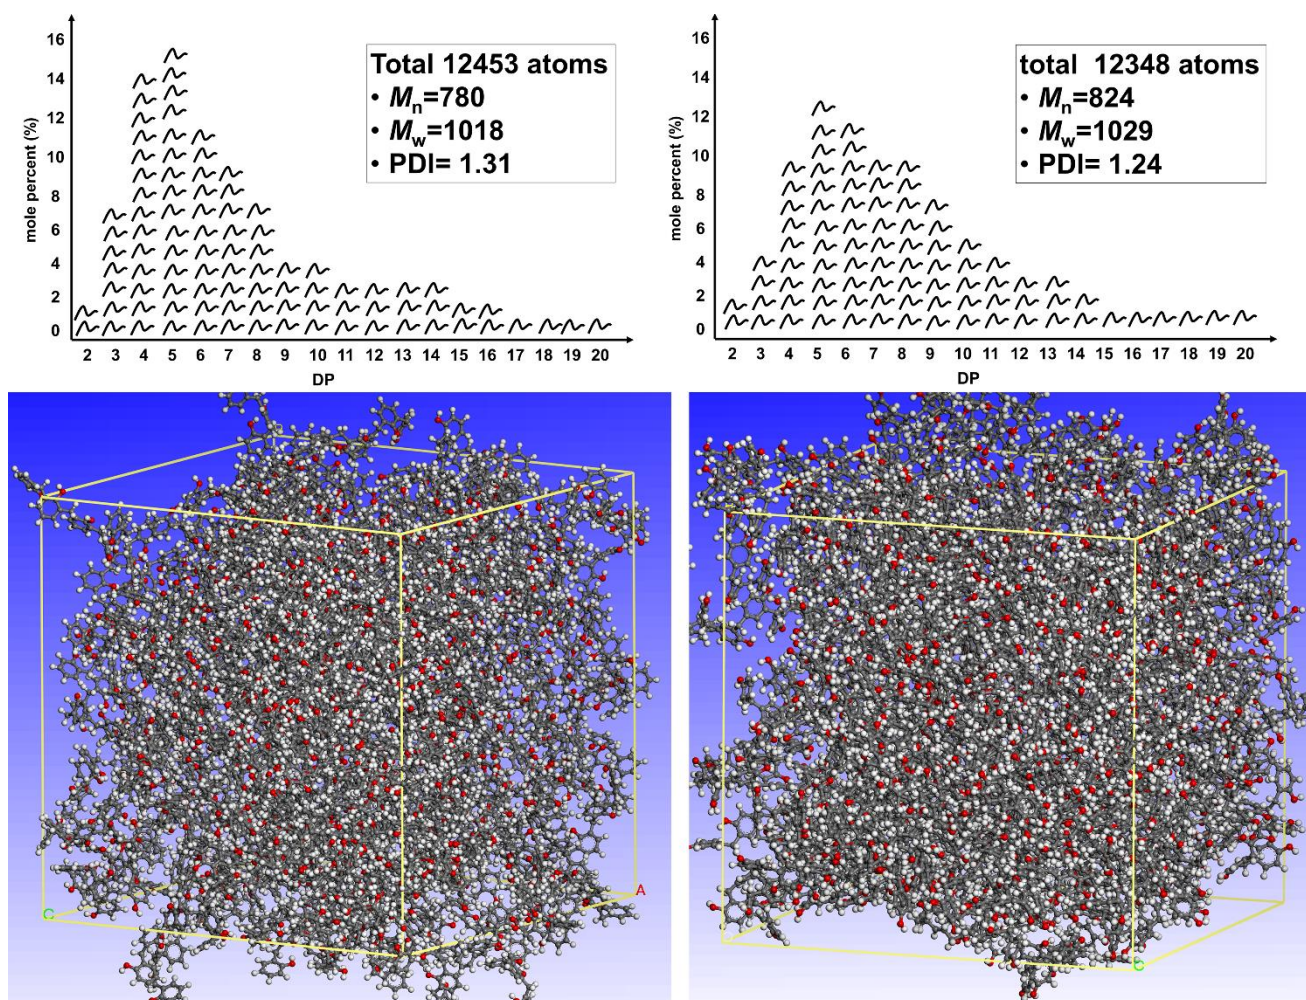 16
14
12
10
8
6
4
2
0
mole percent (%)
2 3 4 5 6 7 8 9 10 11 12 13 14 15 16 17 18 19 20
DP
Total 12453 atoms
• Mn=780
• Mw=1018
• PDI= 1.31
16
14
12
10
8
6
4
2
0
mole percent (%)
2 3 4 5 6 7 8 9 10 11 12 13 14 15 16 17 18 19 20
DP
total 12348 atoms
• Mn=824
• Mw=1029
• PDI= 1.24
C
A
C